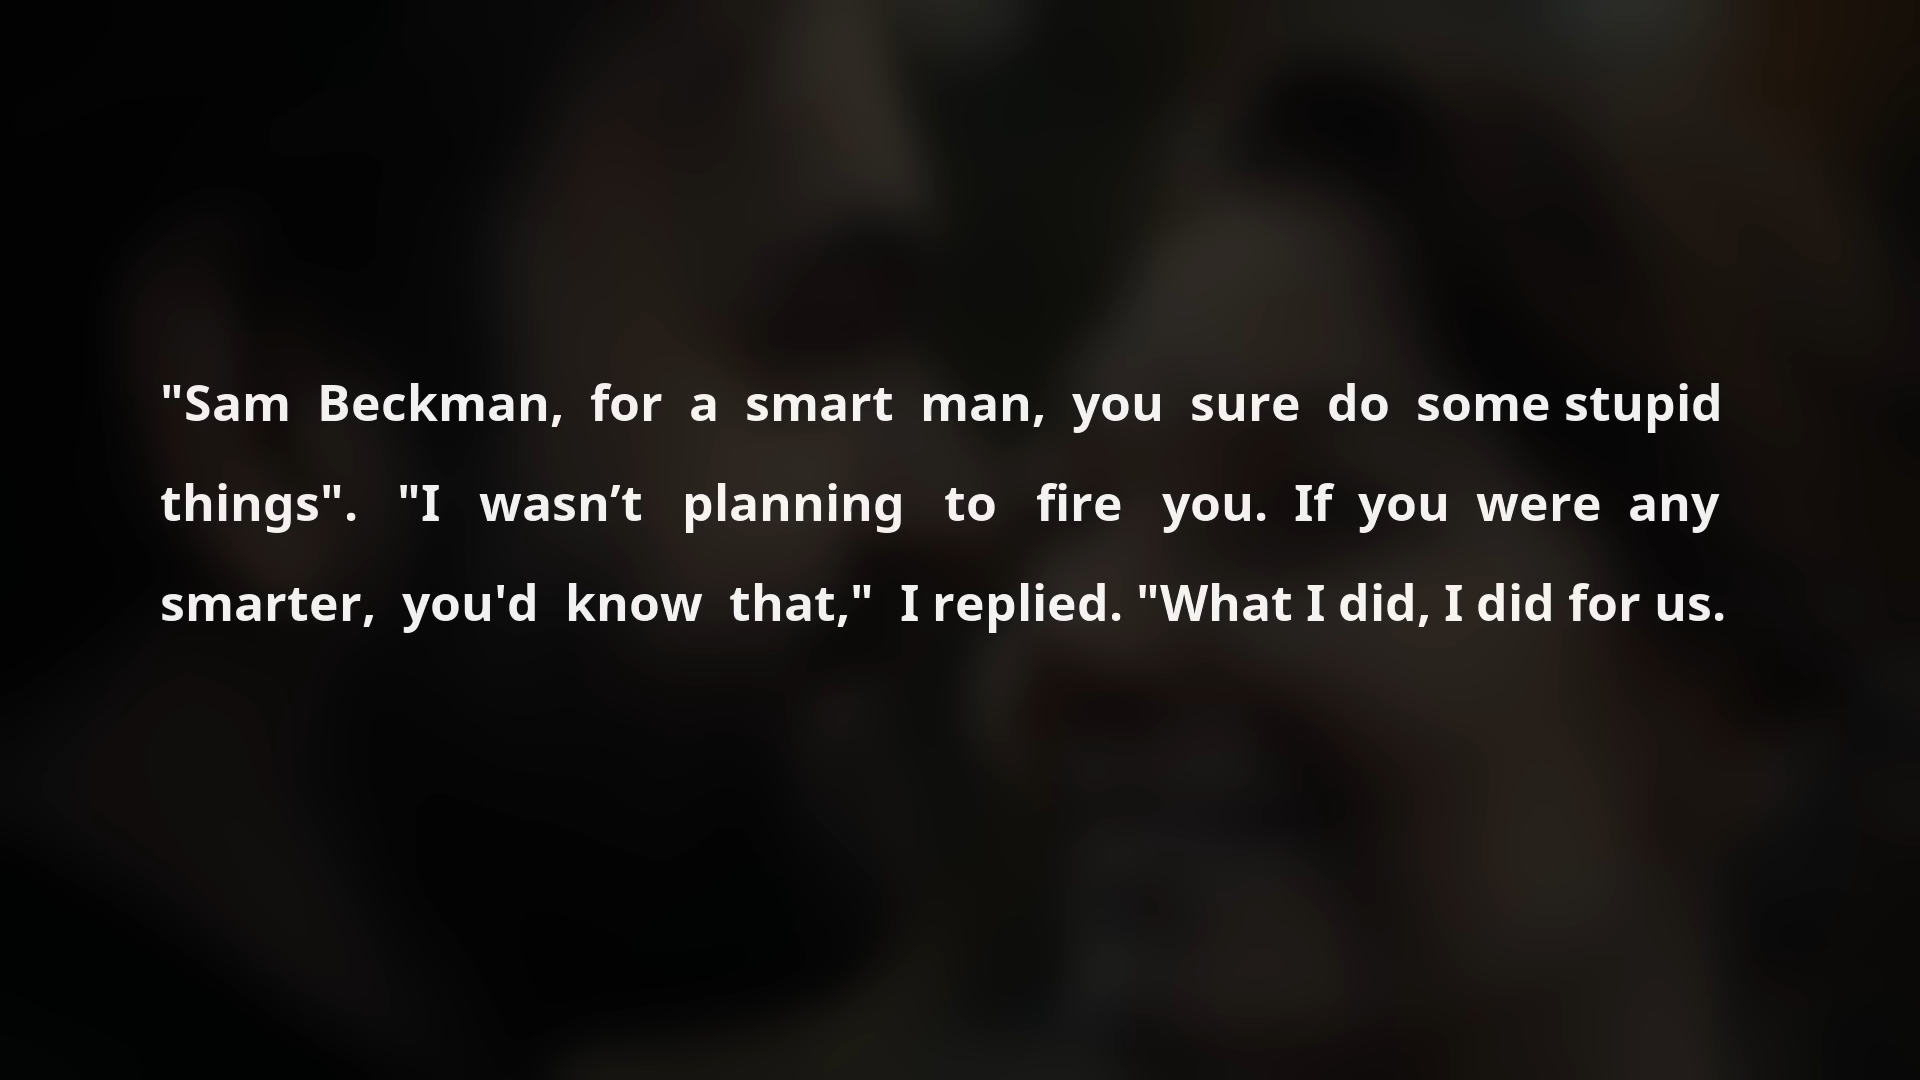 "Sam Beckman, for a smart man, you sure do some stupid
things". "I wasn’t planning to fire you. If you were any
smarter, you'd know that," I replied. "What I did, I did for us.